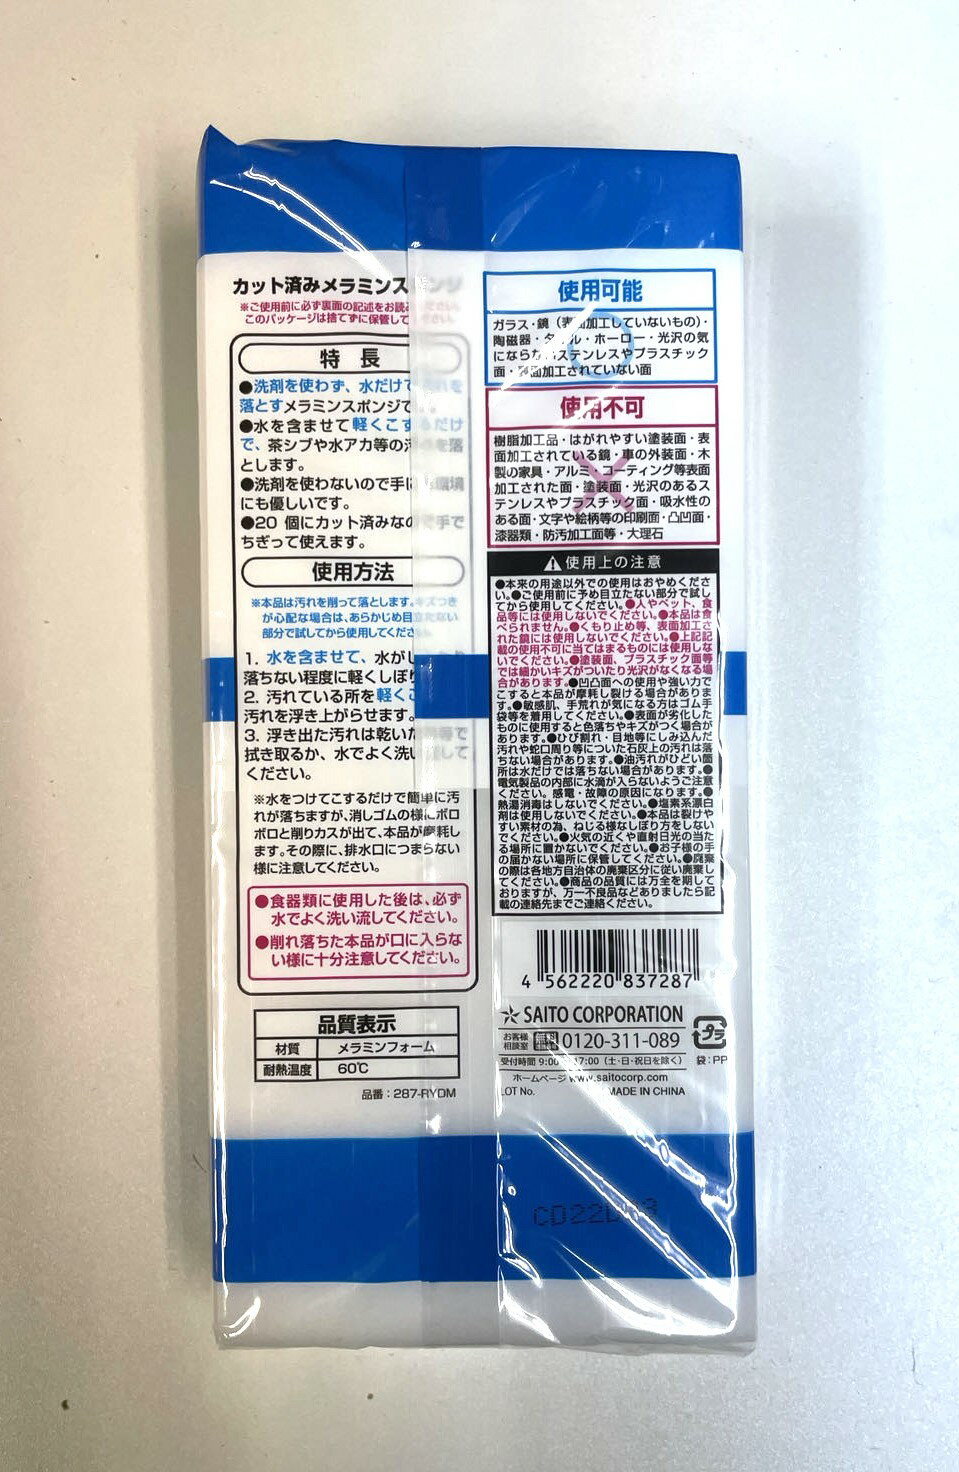 カット済みメラミンスポンジ
※ご使用前に必ず裏面の記述をお読み
このパッケージは捨てずに保管して
特 長
●洗剤を使わず、水だけで汚れを
落とすメラミンスポンジで
●水を含ませて軽くこするだけ
で、茶シブや水アカ等の汚れを落
とします。
●洗剤を使わないので手にも環境
にも優しいです。
●20 個にカット済みなので手で
ちぎって使えます。
使用方法
※本品は汚れを削って落とします。キズつき
が心配な場合は、あらかじめ目立たない
部分で試してから使用してくださ
1. 水を含ませて、水がし
落ちない程度に軽くしぼり
2. 汚れている所を軽くこ
汚れを浮き上がらせます。
3. 浮き出た汚れは乾いた布等で
拭き取るか、水でよく洗い流して
ください。
※水をつけてこするだけで簡単に汚
れが落ちますが、消しゴムの様にボロ
ボロと削りカスが出て、本品が摩耗し
ます。その際に、排水口につまらない
様に注意してください。
●食器類に使用した後は、必ず
水でよく洗い流してください。
●削れ落ちた本品が口に入らな
い様に十分注意してください。
品質表示
材質 メラミンフォーム
耐熱温度 60℃
品番：287-RYDM
使用可能
ガラス・鏡（表面加工していないもの）・
陶磁器・タイル・ホーロー・光沢の気
にならないステンレスやプラスチック
面・表面加工されていない面
使用不可
樹脂加工品・はがれやすい塗装面・表
面加工されている鏡・車の外装面・木
製の家具・アルミ・コーティング等表面
加工された面・塗装面・光沢のあるス
テンレスやプラスチック面・吸水性の
ある面・文字や絵柄等の印刷面・凸凹面・
漆器類・防汚加工面等・大理石
使用上の注意
●本来の用途以外での使用はおやめくださ
い。●ご使用前に予め目立たない部分で試し
てから使用してください。●人やペット、食
品等には使用しないでください。●本品は食
べられません。●くもり止め等、表面加工さ
れた鏡には使用しないでください。●上記記
載の使用不可に当てはまるものには使用しな
いでください。●塗装面、プラスチック面等
では細かいキズがついたり光沢がなくなる場
合があります。●凹凸面への使用や強い力で
こすると本品が摩耗し裂ける場合がありま
す。●敏感肌、手荒れが気になる方はゴム手
袋等を着用してください。●表面が劣化した
ものに使用すると色落ちやキズがつく場合が
あります。●ひび割れ・目地等にしみ込んだ
汚れや蛇口周り等についた石灰上の汚れは落
ちない場合があります。●油汚れがひどい箇
所は水だけでは落ちない場合があります。●
電気製品の内部に水滴が入らないようご注意
ください。感電・故障の原因になります。●
熱湯消毒はしないでください。●塩素系漂白
剤は使用しないでください。●本品は裂けや
すい素材の為、ねじる様なしぼり方をしない
でください。●火気の近くや直射日光の当た
る場所に置かないでください。●お子様の手
の届かない場所に保管してください。●廃棄
の際は各地方自治体の廃棄区分に従い廃棄し
てください。●商品の品質には万全を期して
おりますが、万一不良品などありましたら記
載の連絡先までご連絡ください。
4 562220 837287
SAITO CORPORATION
お客様
相談室 無料 0120-311-089
受付時間 9:00～17:00（土・日・祝日を除く）
ホームページ www.saitocorp.com
LOT No. MADE IN CHINA
プラ
袋：PP